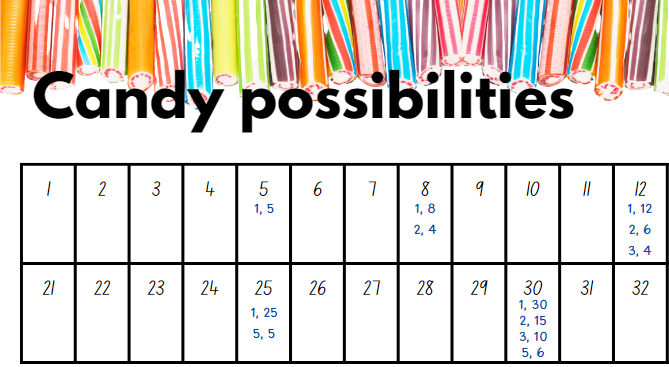 Candy possibilities
1 2 3 4 5 6 7 8 9 10 11 12
1, 5 1, 8 1, 12
2, 4 2, 6
3, 4
21 22 23 24 25 26 27 28 29 30 31 32
1, 25 1, 30
5, 5 2, 15
3, 10
5, 6